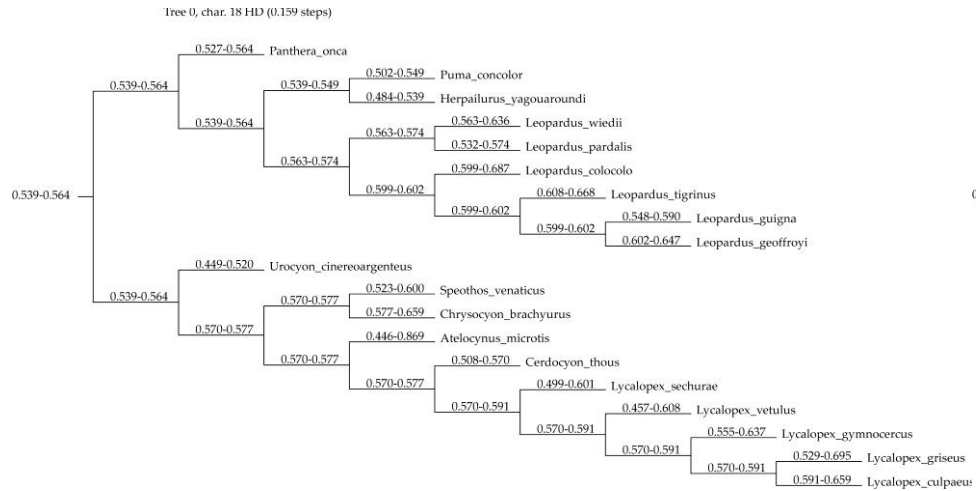 Tree 0, char. 18 HD (0.159 steps)
0.527-0.564 Panthera_onca
0.502-0.549 Puma_concolor
0.539-0.564
0.539-0.549
0.484-0.539 Herpailurus_yagouaroundi
0.539-0.564
0.563-0.636 Leopardus_wiedii
0.563-0.574
0.532-0.574 Leopardus_pardalis
0.563-0.574
0.599-0.687 Leopardus_colocolo
0.599-0.602
0.608-0.668 Leopardus_tigrinus
0.539-0.564
0.599-0.602
0.548-0.590 Leopardus_guigna
0.599-0.602
0.602-0.647 Leopardus_geoffroyi
0.449-0.520 Urocyon_cinereoargenteus
0.539-0.564
0.523-0.600 Speothos_venaticus
0.570-0.577
0.577-0.659 Chrysocyon_brachyurus
0.570-0.577
0.446-0.869 Atelocynus_microtis
0.570-0.577
0.508-0.570 Cerdocyon_thous
0.570-0.577
0.499-0.601 Lycalopex_sechurae
0.570-0.591
0.457-0.608 Lycalopex_vetulus
0.570-0.591
0.555-0.637 Lycalopex_gymnocercus
0.570-0.591
0.529-0.695 Lycalopex_griseus
0.570-0.591
0.591-0.659 Lycalopex_culpaeus